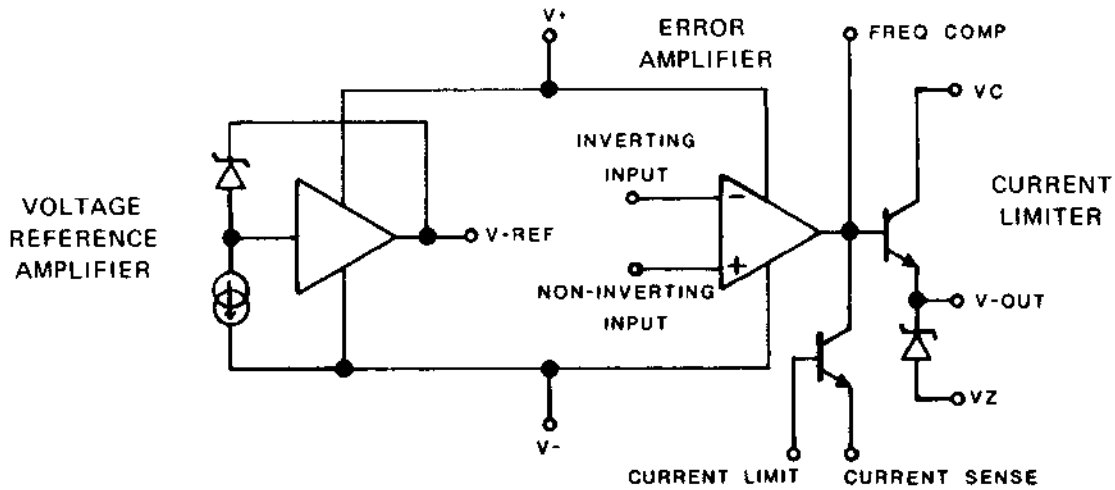 V+
ERROR
AMPLIFIER
FREQ COMP
VC
INVERTING
INPUT
VOLTAGE
REFERENCE
AMPLIFIER
CURRENT
LIMITER
−
V-REF
+
NON-INVERTING
INPUT
V-OUT
VZ
V-
CURRENT LIMIT
CURRENT SENSE